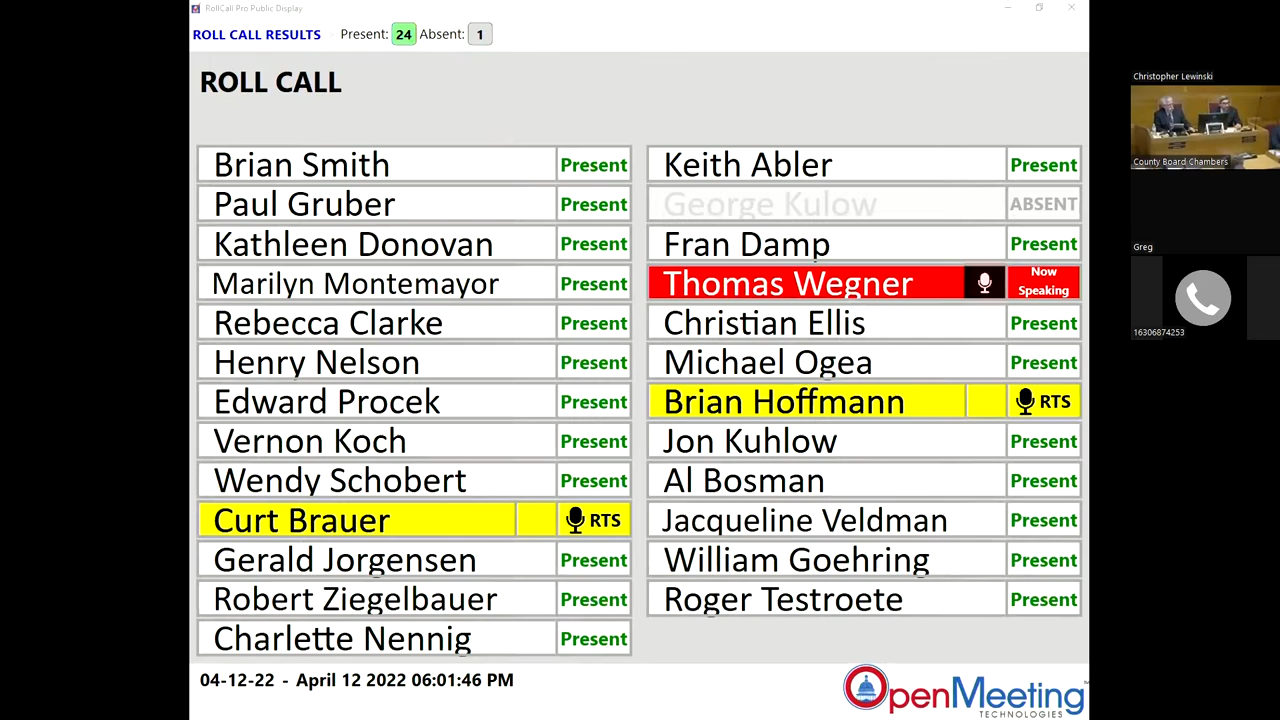 RollCall Pro Public Display
ROLL CALL RESULTS Present: 24 Absent: 1
ROLL CALL
Brian Smith Present
Paul Gruber Present
Kathleen Donovan Present
Marilyn Montemayor Present
Rebecca Clarke Present
Henry Nelson Present
Edward Procek Present
Vernon Koch Present
Wendy Schobert Present
Curt Brauer RTS
Gerald Jorgensen Present
Robert Ziegelbauer Present
Charlette Nennig Present
Keith Abler Present
George Kulow ABSENT
Fran Damp Present
Thomas Wegner Now Speaking
Christian Ellis Present
Michael Ogea Present
Brian Hoffmann RTS
Jon Kuhlow Present
Al Bosman Present
Jacqueline Veldman Present
William Goehring Present
Roger Testroete Present
04-12-22 - April 12 2022 06:01:46 PM
OpenMeeting
TECHNOLOGIES
Christopher Lewinski
County Board Chambers
Greg
16306874253